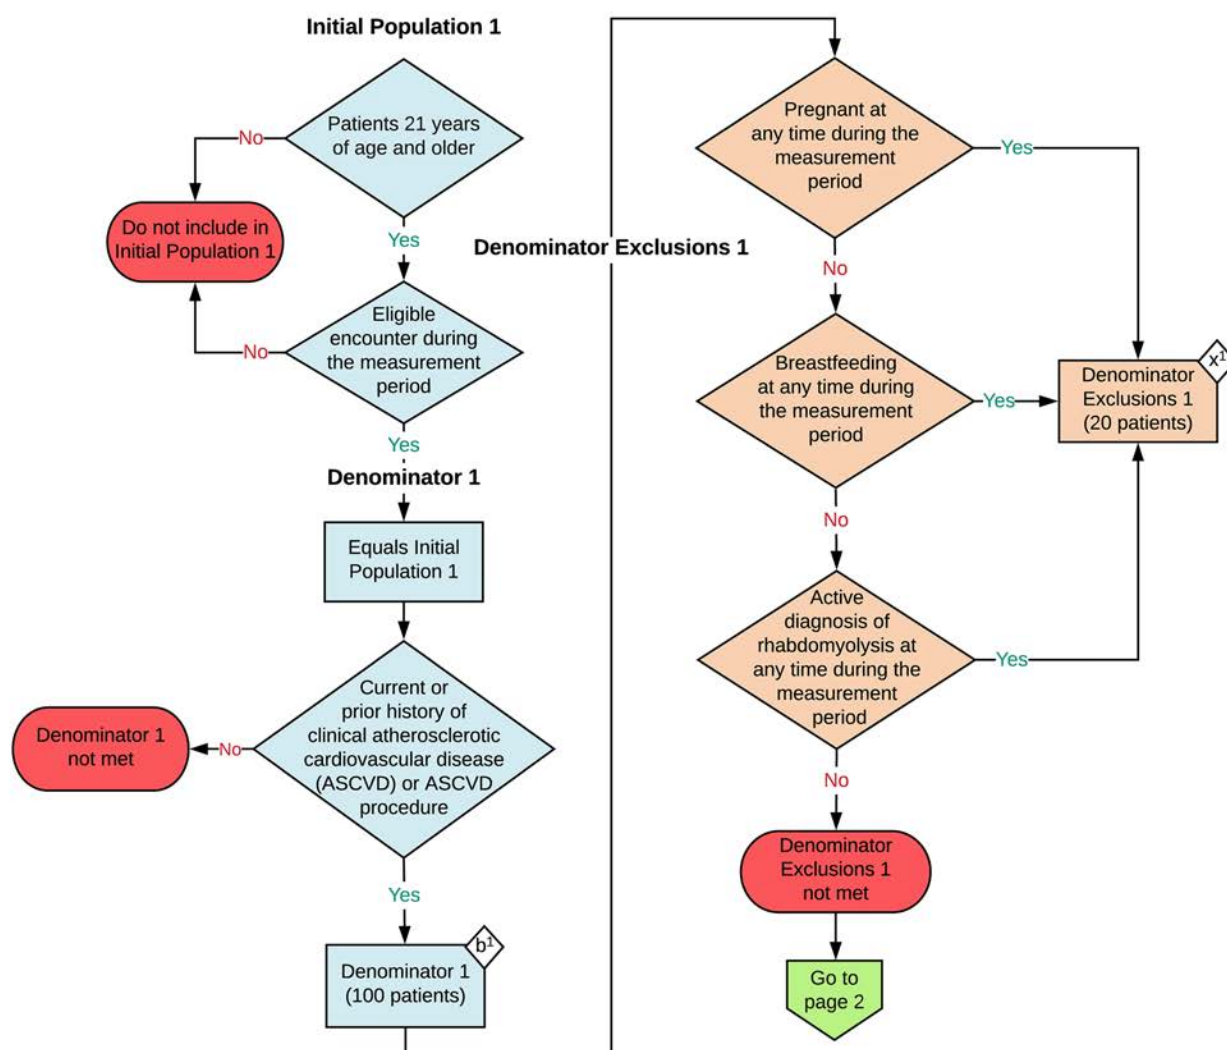 Initial Population 1
Patients 21 years
of age and older
No
Do not include in
Initial Population 1
Yes
Eligible
encounter during
the measurement
period
No
Yes
Denominator 1
Equals Initial
Population 1
Current or
prior history of
clinical atherosclerotic
cardiovascular disease
(ASCVD) or ASCVD
procedure
No
Denominator 1
not met
Yes
b¹
Denominator 1
(100 patients)
Denominator Exclusions 1
Pregnant at
any time during the
measurement
period
Yes
No
Breastfeeding
at any time during
the measurement
period
Yes
x¹
Denominator
Exclusions 1
(20 patients)
No
Active
diagnosis of
rhabdomyolysis at
any time during the
measurement
period
Yes
No
Denominator
Exclusions 1
not met
Go to
page 2